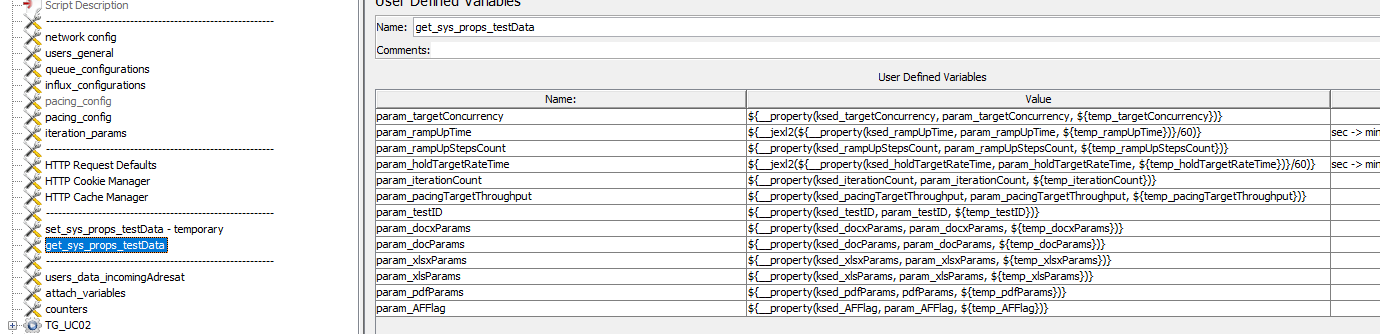 Script Description
User Defined Variables
network config
users_general
queue_configurations
influx_configurations
pacing_config
pacing_config
iteration_params
HTTP Request Defaults
HTTP Cookie Manager
HTTP Cache Manager
set_sys_props_testData - temporary
get_sys_props_testData
users_data_incomingAdresat
attach_variables
counters
TG_UC02
Name: get_sys_props_testData
Comments:
User Defined Variables
Name: Value
param_targetConcurrency ${__property(ksed_targetConcurrency, param_targetConcurrency, ${temp_targetConcurrency})}
param_rampUpTime ${__jexl2(${__property(ksed_rampUpTime, param_rampUpTime, ${temp_rampUpTime})}/60)} sec -> min
param_rampUpStepsCount ${__property(ksed_rampUpStepsCount, param_rampUpStepsCount, ${temp_rampUpStepsCount})}
param_holdTargetRateTime ${__jexl2(${__property(ksed_holdTargetRateTime, param_holdTargetRateTime, ${temp_holdTargetRateTime})}/60)} sec -> min
param_iterationCount ${__property(ksed_iterationCount, param_iterationCount, ${temp_iterationCount})}
param_pacingTargetThroughput ${__property(ksed_pacingTargetThroughput, param_pacingTargetThroughput, ${temp_pacingTargetThroughput})}
param_testID ${__property(ksed_testID, param_testID, ${temp_testID})}
param_docxParams ${__property(ksed_docxParams, param_docxParams, ${temp_docxParams})}
param_docParams ${__property(ksed_docParams, param_docParams, ${temp_docParams})}
param_xlsxParams ${__property(ksed_xlsxParams, param_xlsxParams, ${temp_xlsxParams})}
param_xlsParams ${__property(ksed_xlsParams, param_xlsParams, ${temp_xlsParams})}
param_pdfParams ${__property(ksed_pdfParams, pdfParams, ${temp_pdfParams})}
param_AFFlag ${__property(ksed_AFFlag, param_AFFlag, ${temp_AFFlag})}